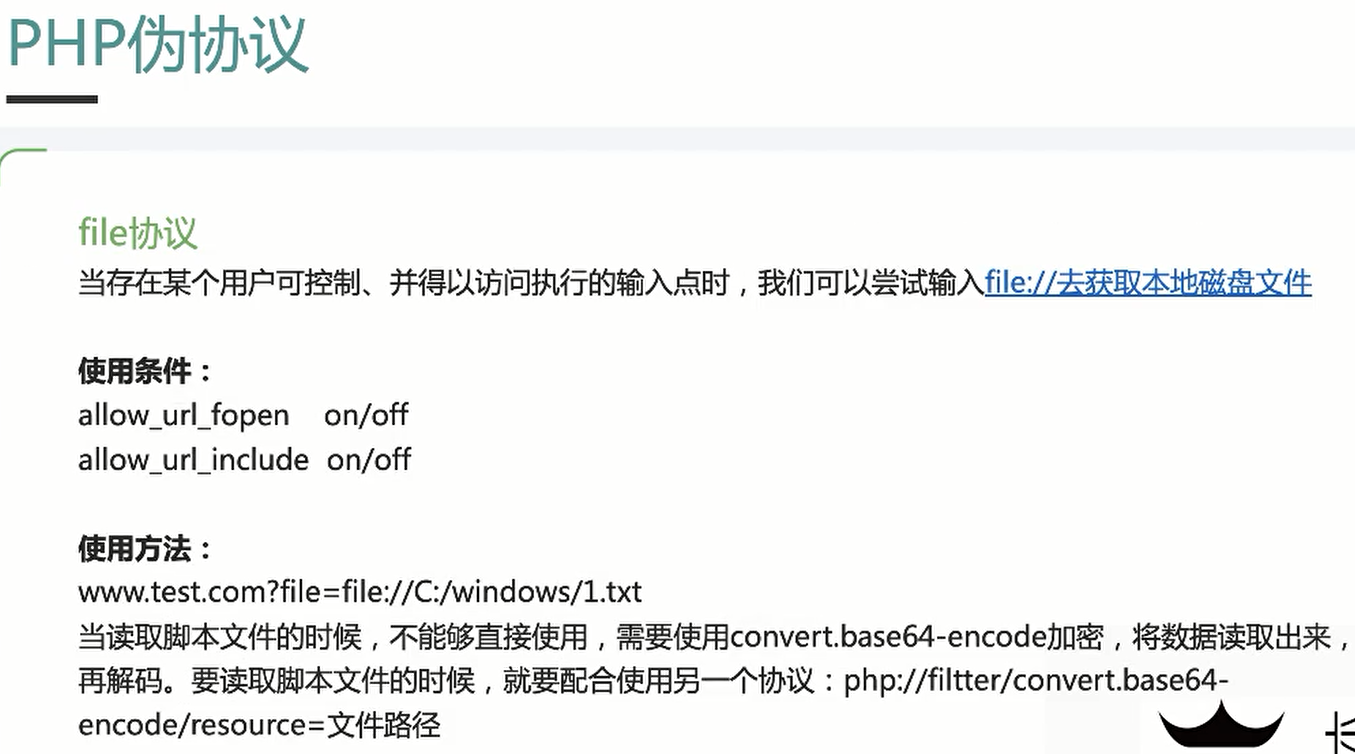 PHP伪协议
file协议
当存在某个用户可控制、并得以访问执行的输入点时，我们可以尝试输入file://去获取本地磁盘文件
使用条件：
allow_url_fopen on/off
allow_url_include on/off
使用方法：
www.test.com?file=file://C:/windows/1.txt
当读取脚本文件的时候，不能够直接使用，需要使用convert.base64-encode加密，将数据读取出来，
再解码。要读取脚本文件的时候，就要配合使用另一个协议：php://filtter/convert.base64-
encode/resource=文件路径